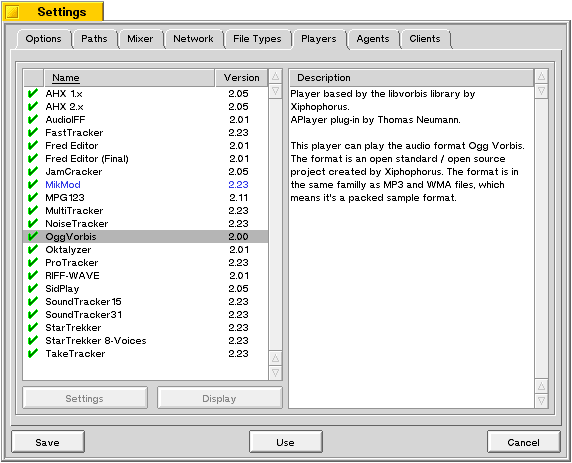 Settings
Options Paths Mixer Network File Types Players Agents Clients
Name Version
AHX 1.x 2.05
AHX 2.x 2.05
AudioIFF 2.01
FastTracker 2.23
Fred Editor 2.01
Fred Editor (Final) 2.01
JamCracker 2.05
MikMod 2.23
MPG123 2.11
MultiTracker 2.23
NoiseTracker 2.23
OggVorbis 2.00
Oktalyzer 2.01
ProTracker 2.23
RIFF-WAVE 2.01
SidPlay 2.05
SoundTracker15 2.23
SoundTracker31 2.23
StarTrekker 2.23
StarTrekker 8-Voices 2.23
TakeTracker 2.23
Settings Display
Description
Player based by the libvorbis library by
Xiphophorus.
APlayer plug-in by Thomas Neumann.
This player can play the audio format Ogg Vorbis.
The format is an open standard / open source
project created by Xiphophorus. The format is in
the same familly as MP3 and WMA files, which
means it's a packed sample format.
Save Use Cancel